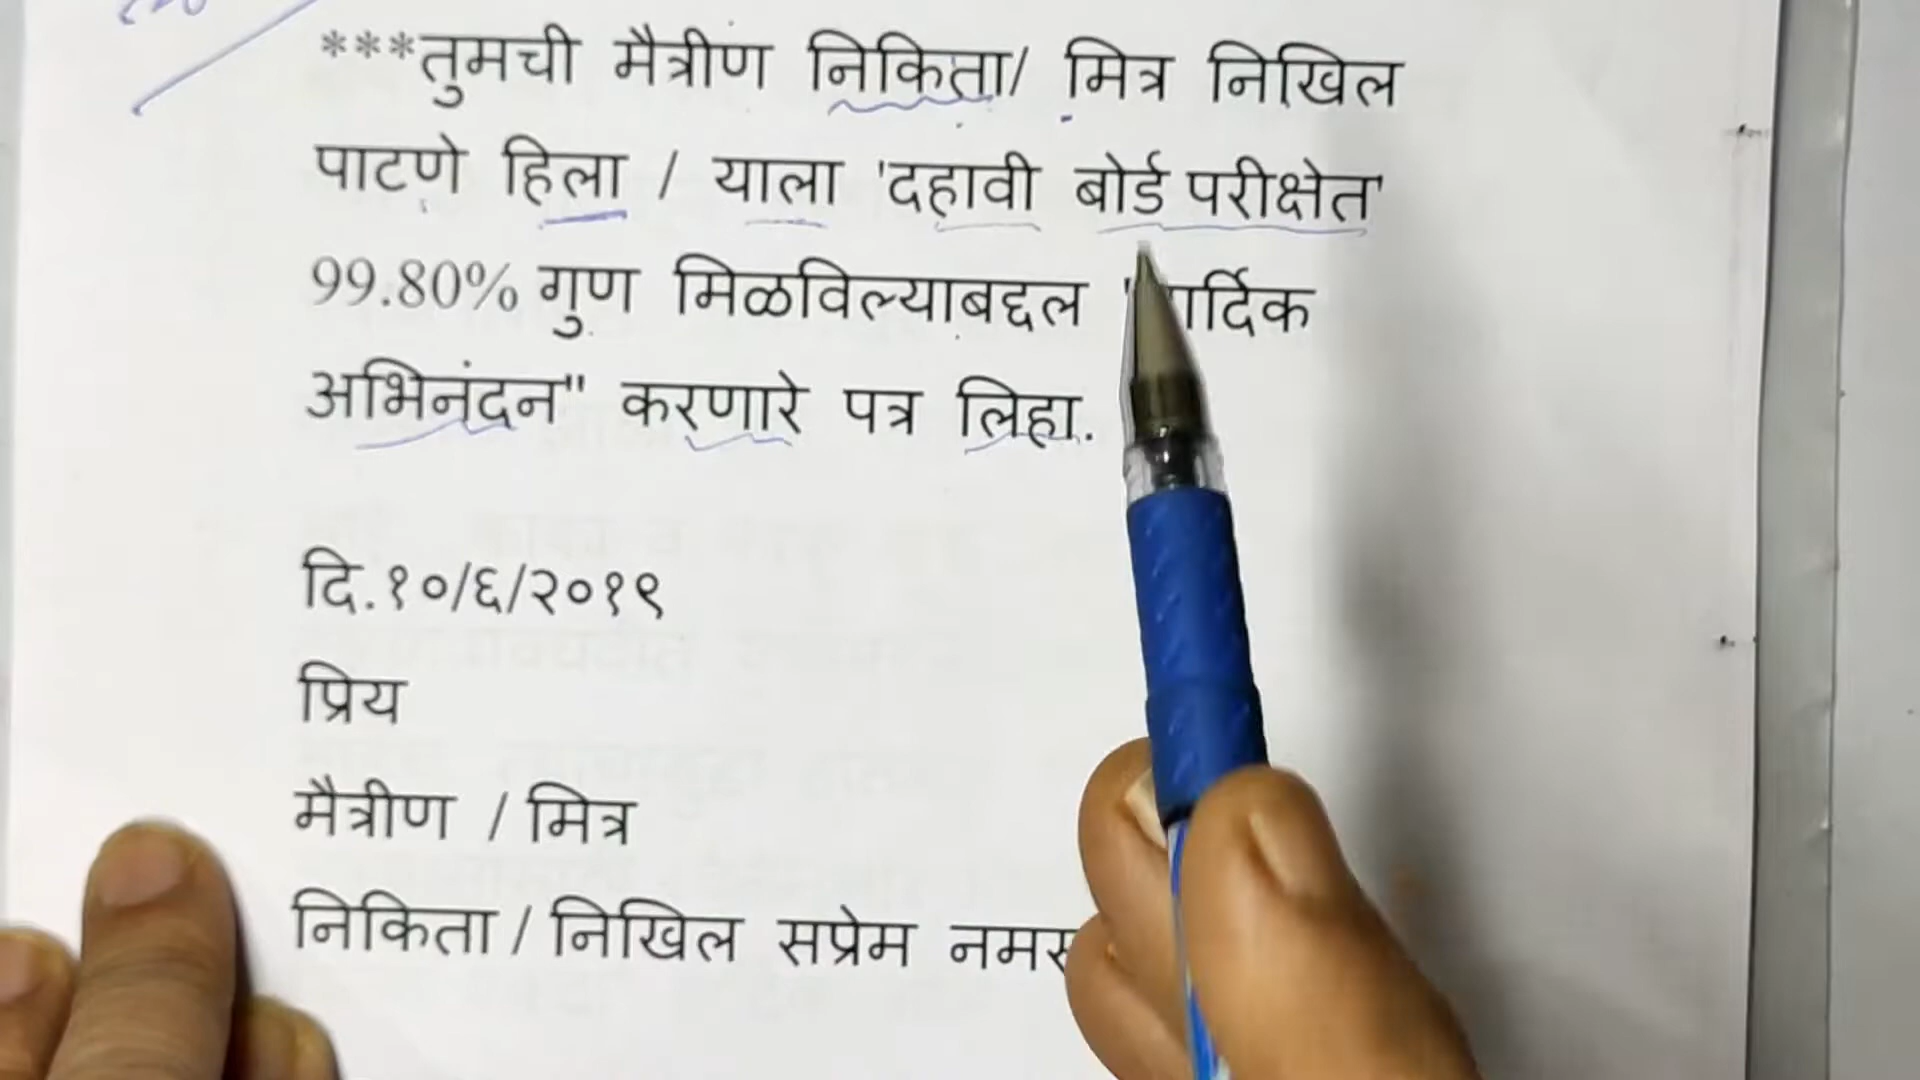 ***तुमची मैत्रीण निकिता/ मित्र निखिल
पाटणे हिला / याला 'दहावी बोर्ड परीक्षेत'
99.80% गुण मिळविल्याबद्दल
अभिनंदन" करणारे पत्र लिहा.
दि.१०/६/२०१९
प्रिय
मैत्रीण / मित्र
निकिता / निखिल सप्रेम